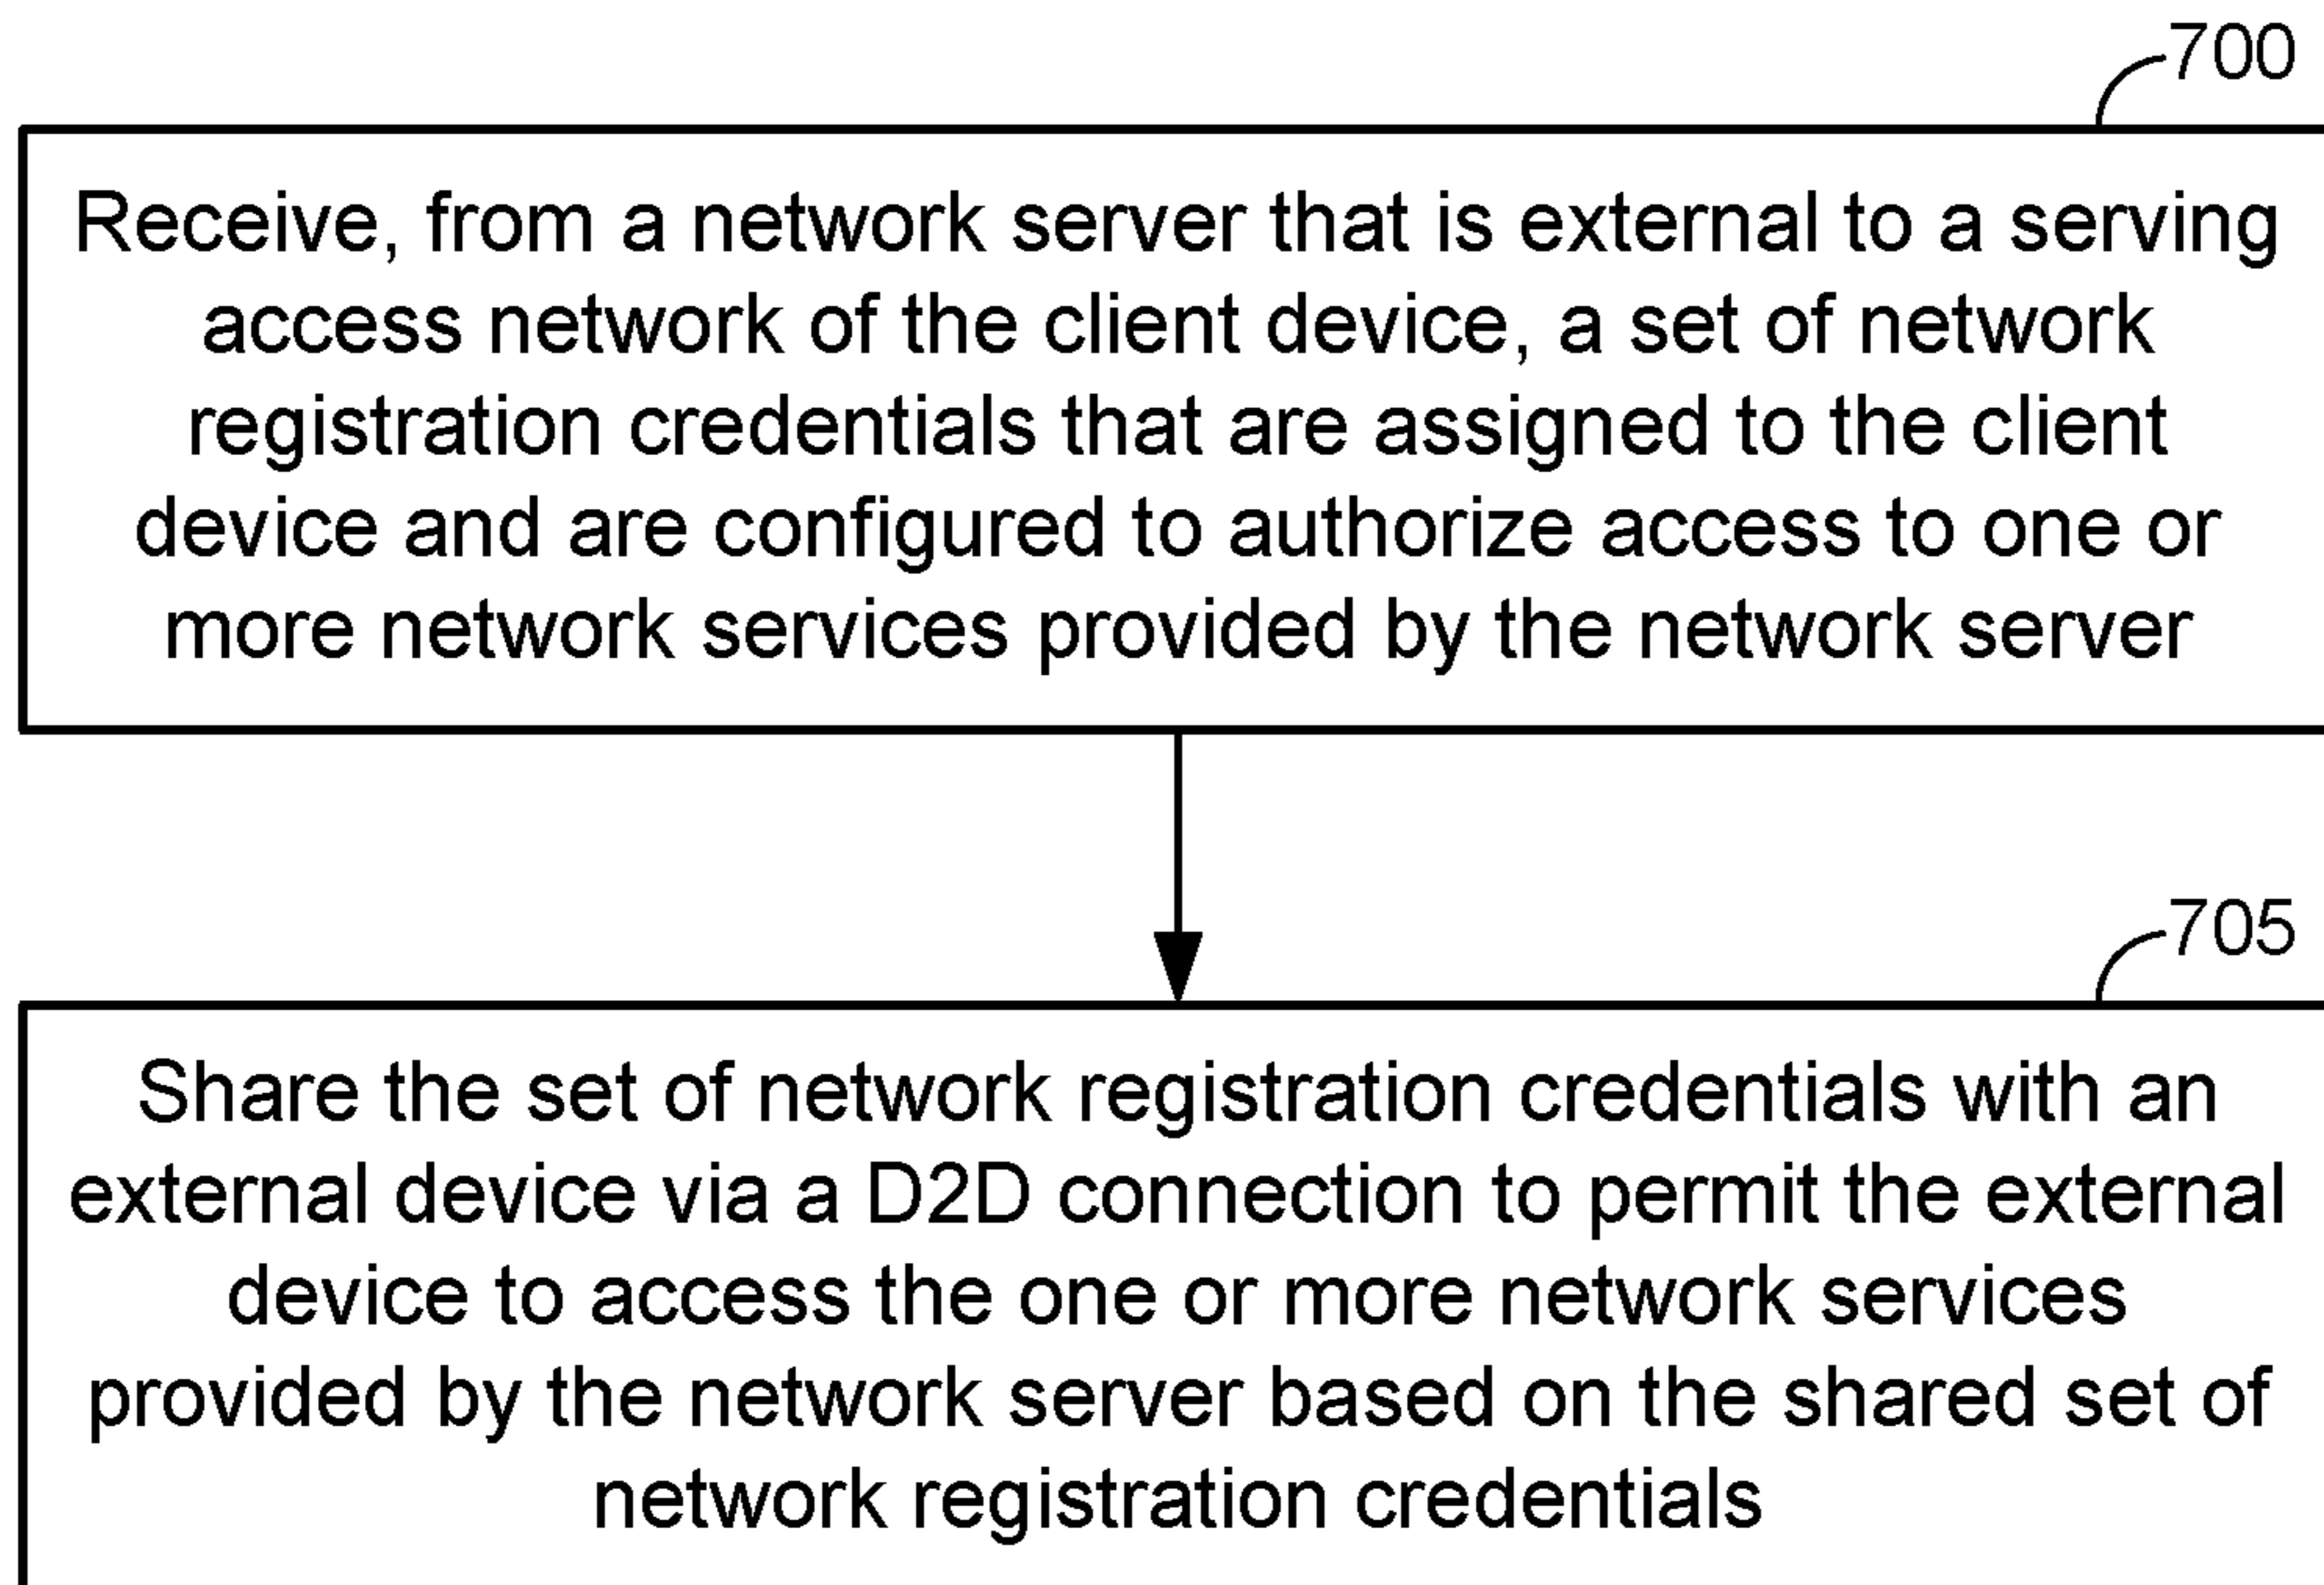 700
Receive, from a network server that is external to a serving
access network of the client device, a set of network
registration credentials that are assigned to the client
device and are configured to authorize access to one or
more network services provided by the network server
705
Share the set of network registration credentials with an
external device via a D2D connection to permit the external
device to access the one or more network services
provided by the network server based on the shared set of
network registration credentials